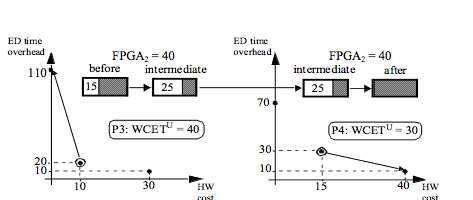 ED time
overhead
FPGA₂ = 40
before
intermediate
15
25
110
P3: WCETᵁ = 40
20
10
10
30
HW
cost
ED time
overhead
FPGA₂ = 40
intermediate
after
25
70
P4: WCETᵁ = 30
30
10
15
40
HW
cost